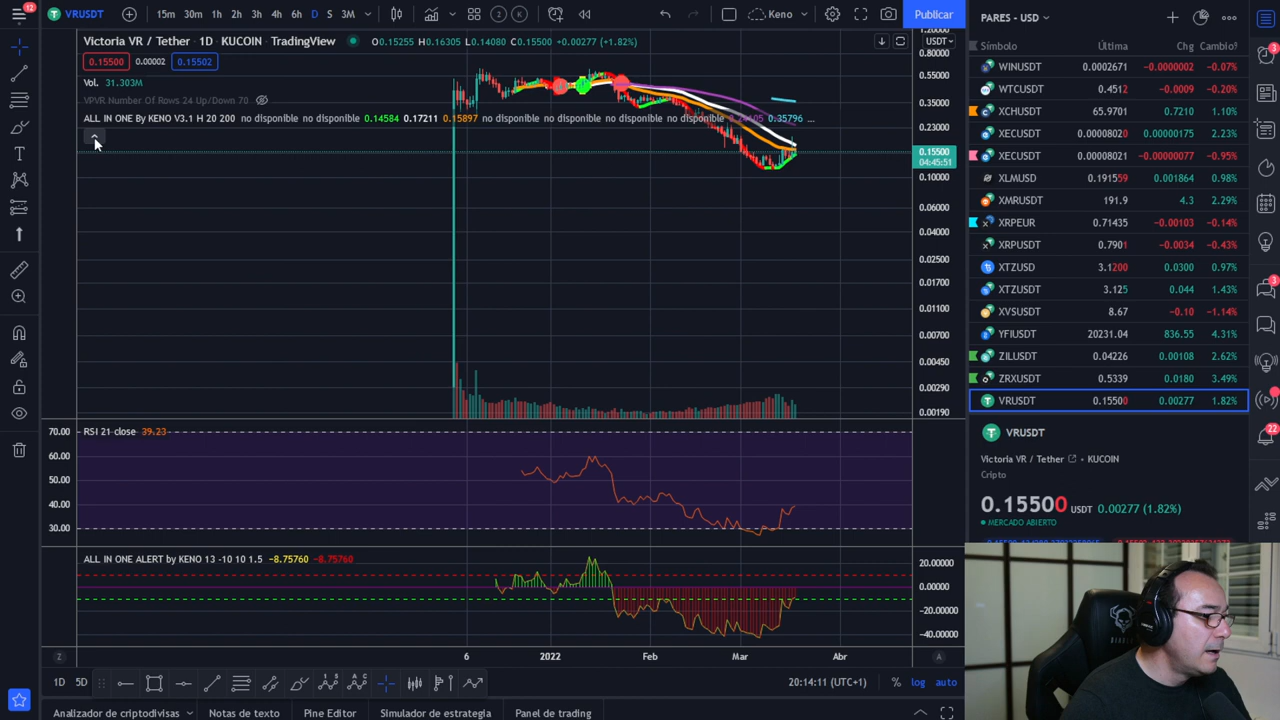 12
VRUSDT 15m 30m 1h 2h 3h 4h 6h D S 3M 2 K Keno Publicar
Victoria VR / Tether · 1D · KUCOIN · TradingView O0.15255 H0.16305 L0.14080 C0.15500 +0.00277 (+1.82%)
0.15500 0.00002 0.15502
Vol. 31.303M
VPVR Number Of Rows 24 Up/Down 70
ALL IN ONE By KENO V3.1 H 20 200 no disponible no disponible 0.14584 0.17211 0.15897 no disponible no disponible no disponible no disponible 0.35796 ...
USDT
0.80000
0.55000
0.35000
0.23000
0.15500
04:45:51
0.10000
0.06000
0.04000
0.02500
0.01700
0.01100
0.00700
0.00450
0.00290
0.00190
RSI 21 close 39.23
70.00
60.00
50.00
40.00
30.00
ALL IN ONE ALERT by KENO 13 -10 10 1.5 −8.75760 −8.75760
20.00000
0.00000
−20.00000
−40.00000
6 2022 Feb Mar Abr
Z A
1D 5D 20:14:11 (UTC+1) % log auto
Analizador de criptodivisas Notas de texto Pine Editor Simulador de estrategia Panel de trading
PARES - USD
Símbolo Última Chg Cambio?
WINUSDT 0.0002671 -0.0000002 -0.07%
WTCUSDT 0.4512 -0.0009 -0.20%
XCHUSDT 65.9701 0.7210 1.10%
XECUSDT 0.00008020 0.00000175 2.23%
XECUSDT 0.00008021 -0.00000077 -0.95%
XLMUSD 0.191559 0.001864 0.98%
XMRUSDT 191.9 4.3 2.29%
XRPEUR 0.71435 -0.00103 -0.14%
XRPUSDT 0.7901 -0.0034 -0.43%
XTZUSD 3.1200 0.0300 0.97%
XTZUSDT 3.125 0.044 1.43%
XVSUSDT 8.67 -0.10 -1.14%
YFIUSDT 20231.04 836.55 4.31%
ZILUSDT 0.04226 0.00108 2.62%
ZRXUSDT 0.5339 0.0180 3.49%
VRUSDT 0.15500 0.00277 1.82%
VRUSDT
Victoria VR / Tether • KUCOIN
Cripto
0.15500 USDT 0.00277 (1.82%)
MERCADO ABIERTO
3
3
22